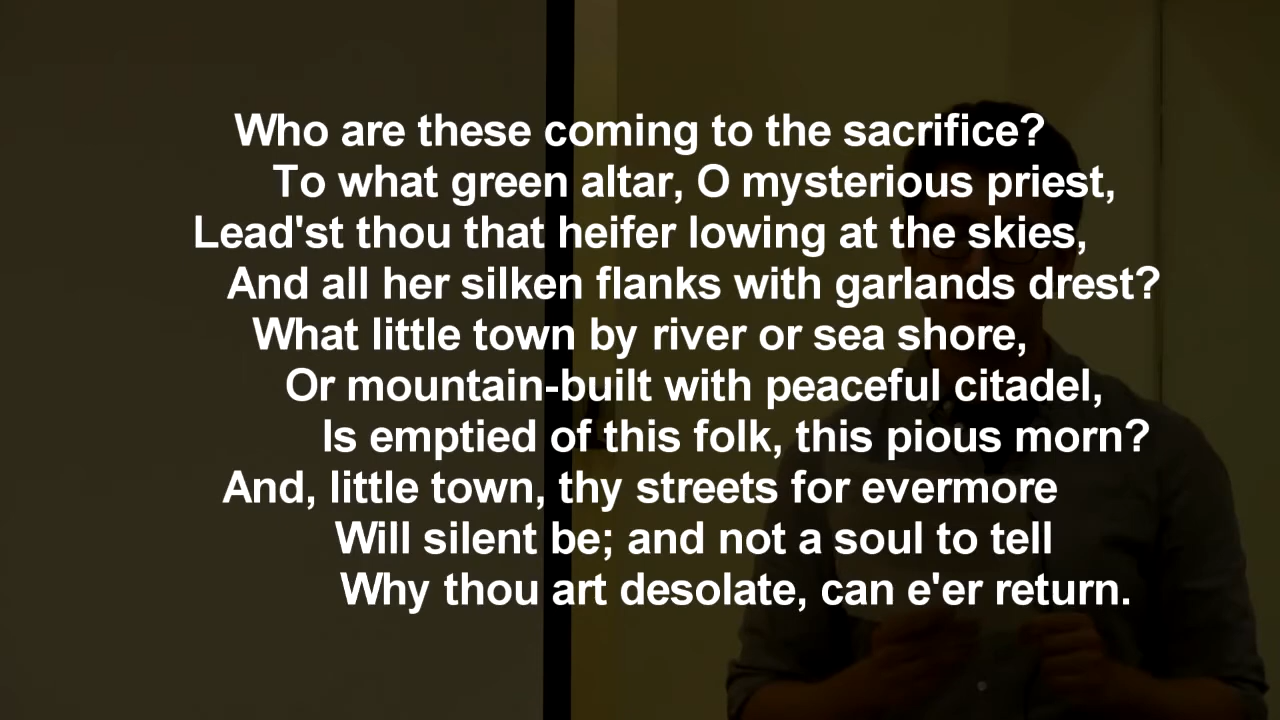 Who are these coming to the sacrifice?
To what green altar, O mysterious priest,
Lead'st thou that heifer lowing at the skies,
And all her silken flanks with garlands drest?
What little town by river or sea shore,
Or mountain-built with peaceful citadel,
Is emptied of this folk, this pious morn?
And, little town, thy streets for evermore
Will silent be; and not a soul to tell
Why thou art desolate, can e'er return.